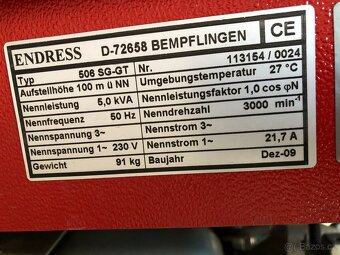 ENDRESS D-72658 BEMPFLINGEN CE
Typ 506 SG-GT Nr. 113154 / 0024
Aufstellhöhe 100 m ü NN Umgebungstemperatur 27 °C
Nennleistung 5,0 kVA Nennleistungsfaktor 1,0 cos φN
Nennfrequenz 50 Hz Nenndrehzahl 3000 min⁻¹
Nennspannung 3~ Nennstrom 3~
Nennspannung 1~ 230 V Nennstrom 1~ 21,7 A
Gewicht 91 kg Baujahr Dez-09